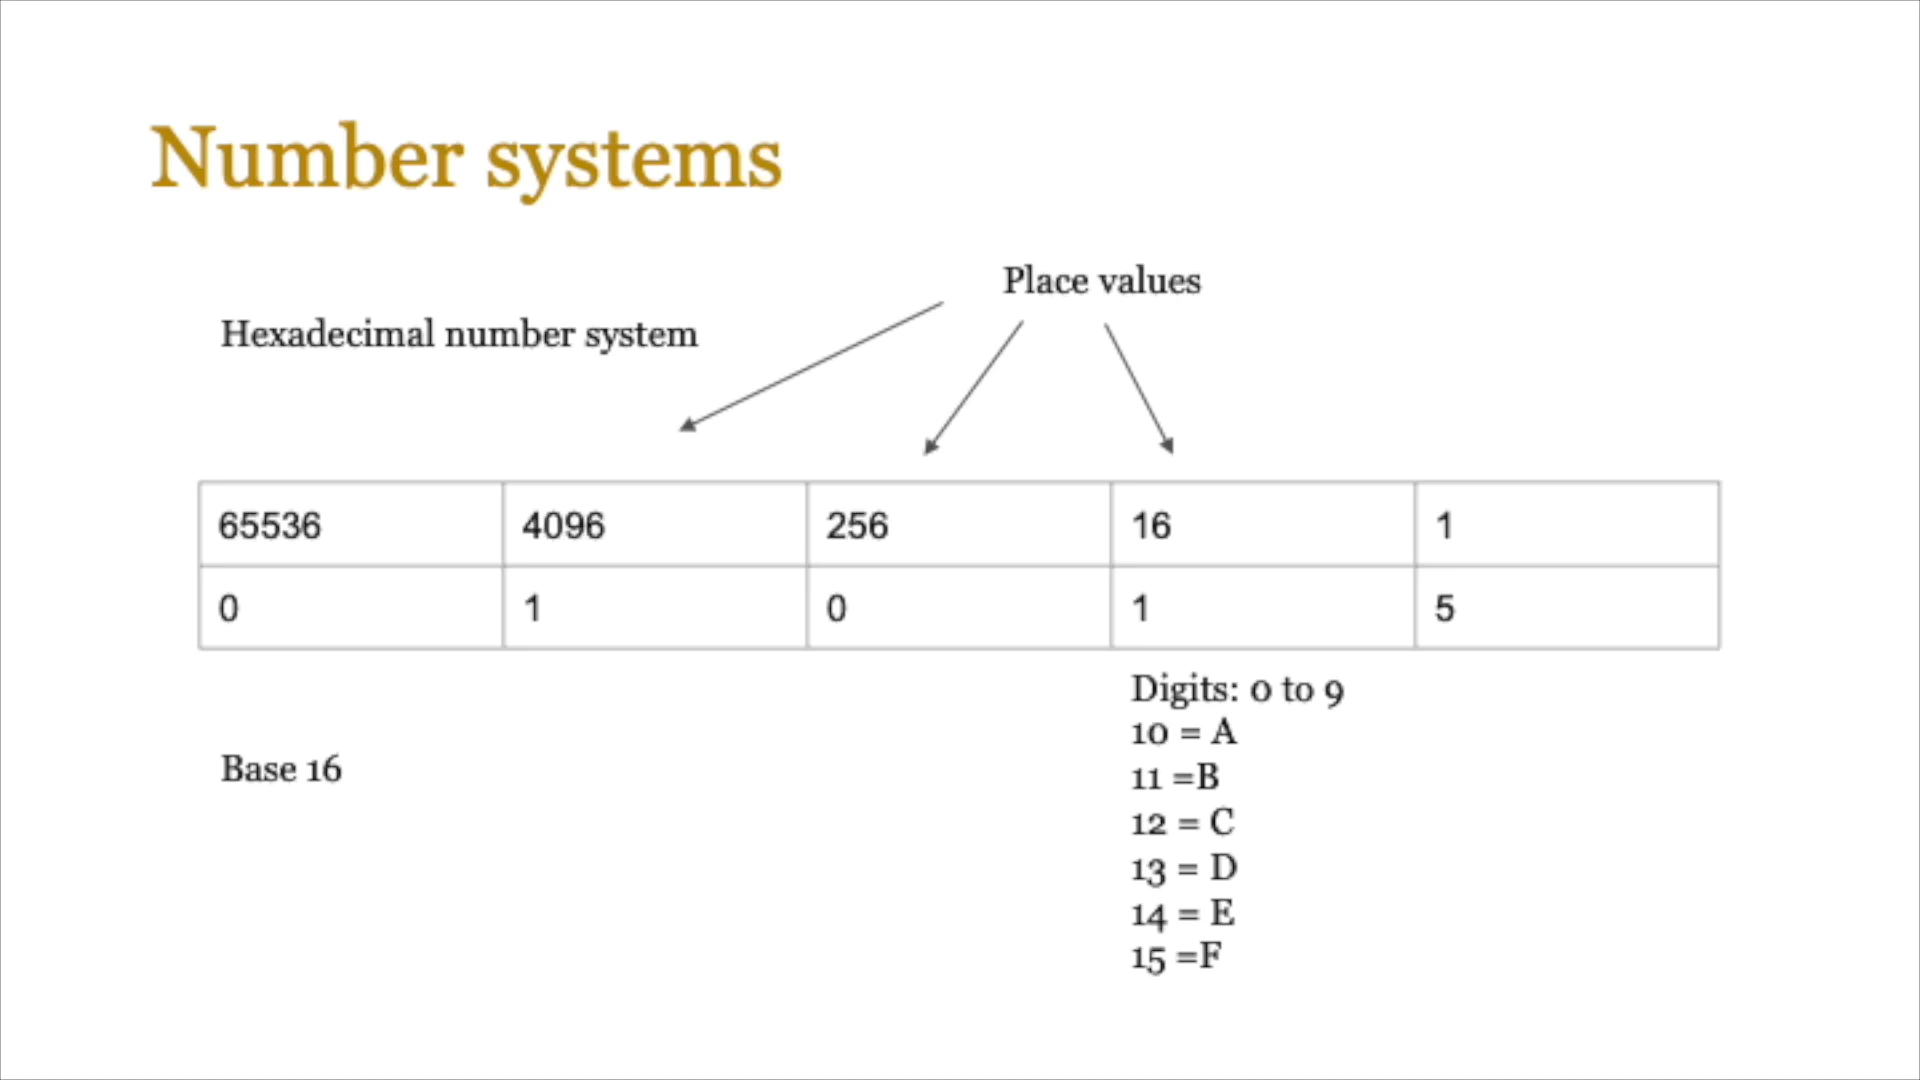 Number systems
Place values
Hexadecimal number system
65536 4096 256 16 1
0 1 0 1 5
Digits: 0 to 9
10 = A
11 =B
Base 16
12 = C
13 = D
14 = E
15 =F